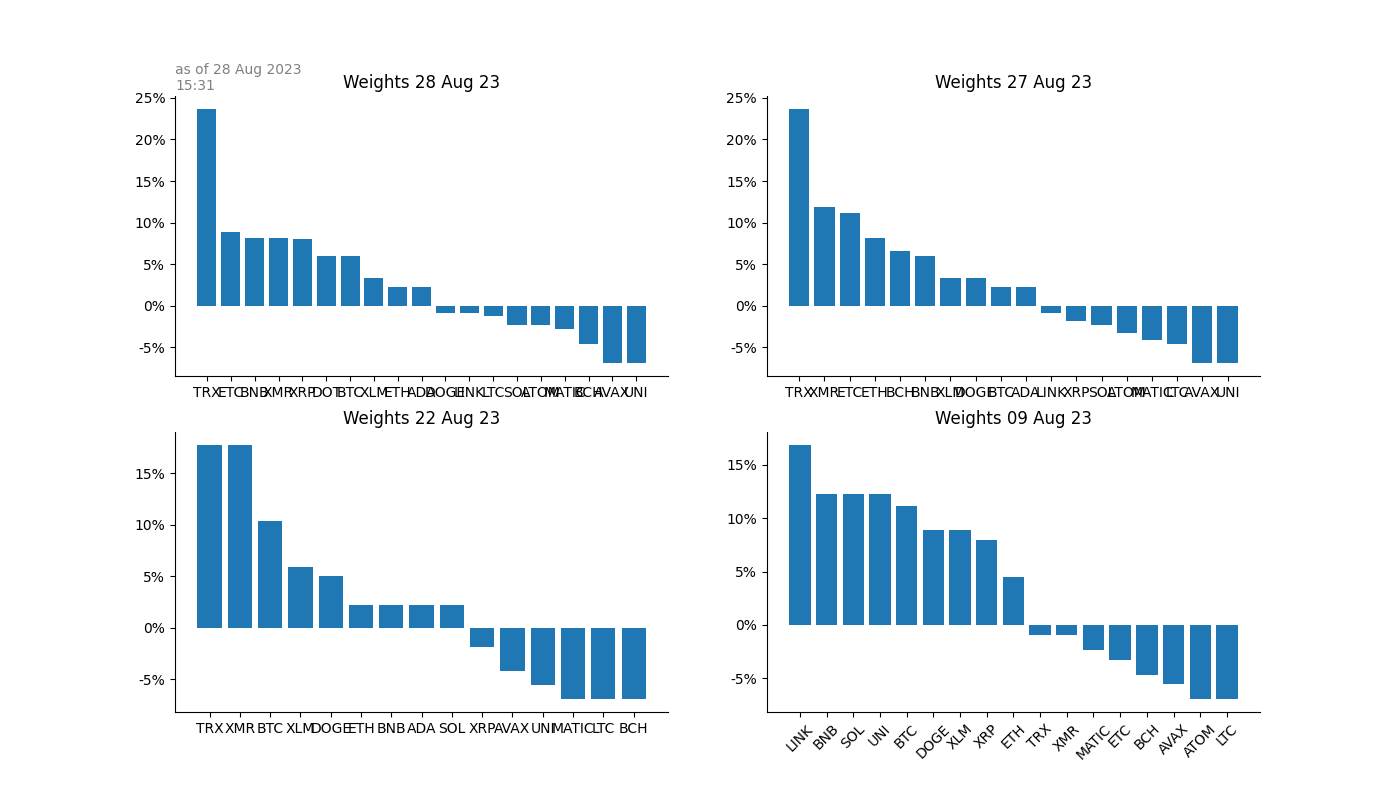 as of 28 Aug 2023
15:31
Weights 28 Aug 23
25%
20%
15%
10%
5%
0%
-5%
TRX ETC BNB XMR XRP DOT BTC XLM ETH ADA DOGE LINK LTC SOL ATOM MATIC BCH AVAX UNI
Weights 27 Aug 23
25%
20%
15%
10%
5%
0%
-5%
TRX XMR ETC ETH BCH BNB XLM DOGE BTC ADA LINK XRP SOL ATOM MATIC LTC AVAX UNI
Weights 22 Aug 23
15%
10%
5%
0%
-5%
TRX XMR BTC XLM DOGE ETH BNB ADA SOL XRP AVAX UNI MATIC LTC BCH
Weights 09 Aug 23
15%
10%
5%
0%
-5%
LINK BNB SOL UNI BTC DOGE XLM XRP ETH TRX XMR MATIC ETC BCH AVAX ATOM LTC